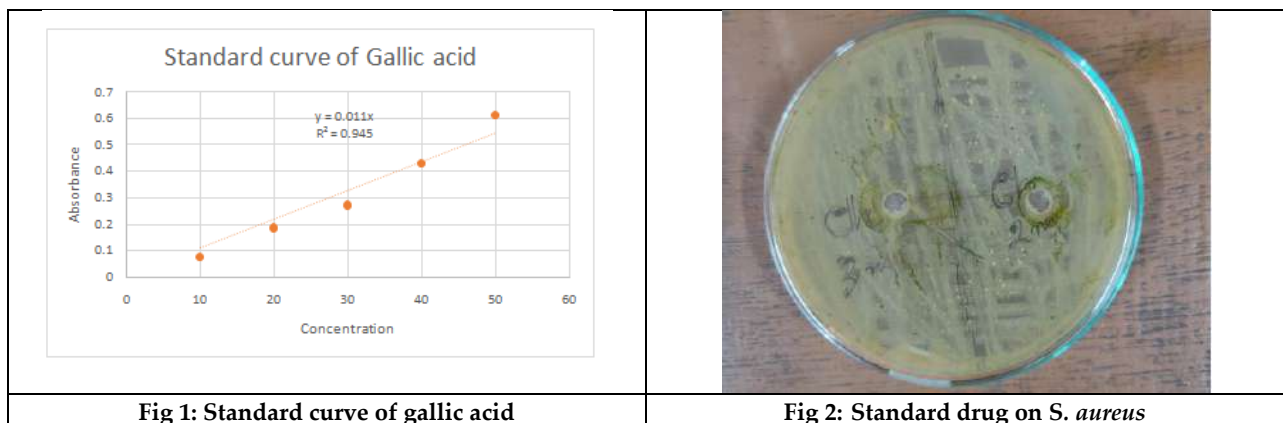 Standard curve of Gallic acid
0.7
0.6
0.5
0.4
0.3
0.2
0.1
0
y = 0.011x
R² = 0.945
Absorbance
0
10
20
30
40
50
60
Concentration
Fig 1: Standard curve of gallic acid
Fig 2: Standard drug on S. aureus